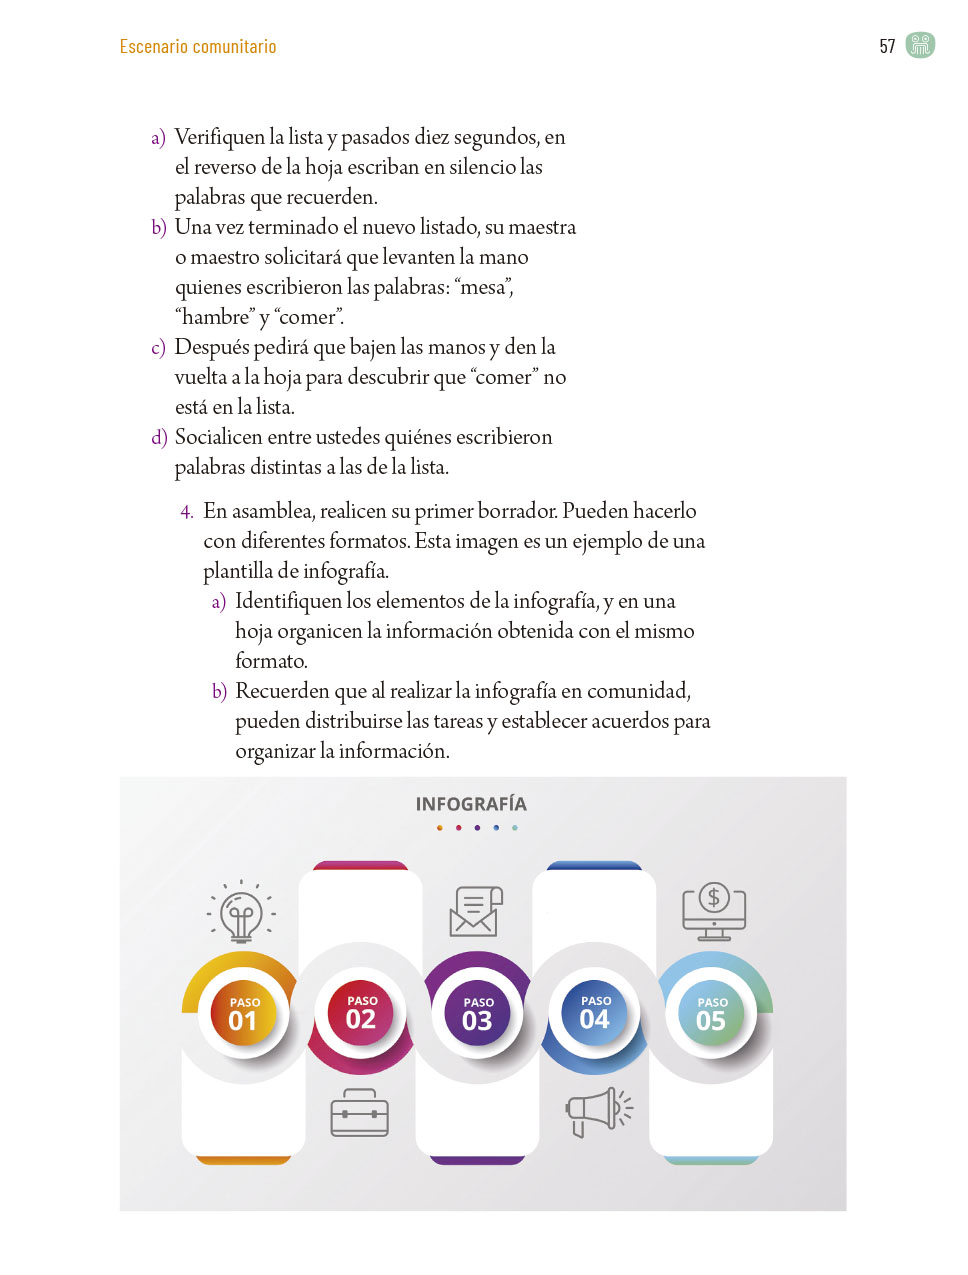 Escenario comunitario
57
a) Verifiquen la lista y pasados diez segundos, en
el reverso de la hoja escriban en silencio las
palabras que recuerden.
b) Una vez terminado el nuevo listado, su maestra
o maestro solicitará que levanten la mano
quienes escribieron las palabras: “mesa”,
“hambre” y “comer”.
c) Después pedirá que bajen las manos y den la
vuelta a la hoja para descubrir que “comer” no
está en la lista.
d) Socialicen entre ustedes quiénes escribieron
palabras distintas a las de la lista.
4. En asamblea, realicen su primer borrador. Pueden hacerlo
con diferentes formatos. Esta imagen es un ejemplo de una
plantilla de infografía.
a) Identifiquen los elementos de la infografía, y en una
hoja organicen la información obtenida con el mismo
formato.
b) Recuerden que al realizar la infografía en comunidad,
pueden distribuirse las tareas y establecer acuerdos para
organizar la información.
INFOGRAFÍA
$
PASO
01
PASO
02
PASO
03
PASO
04
PASO
05